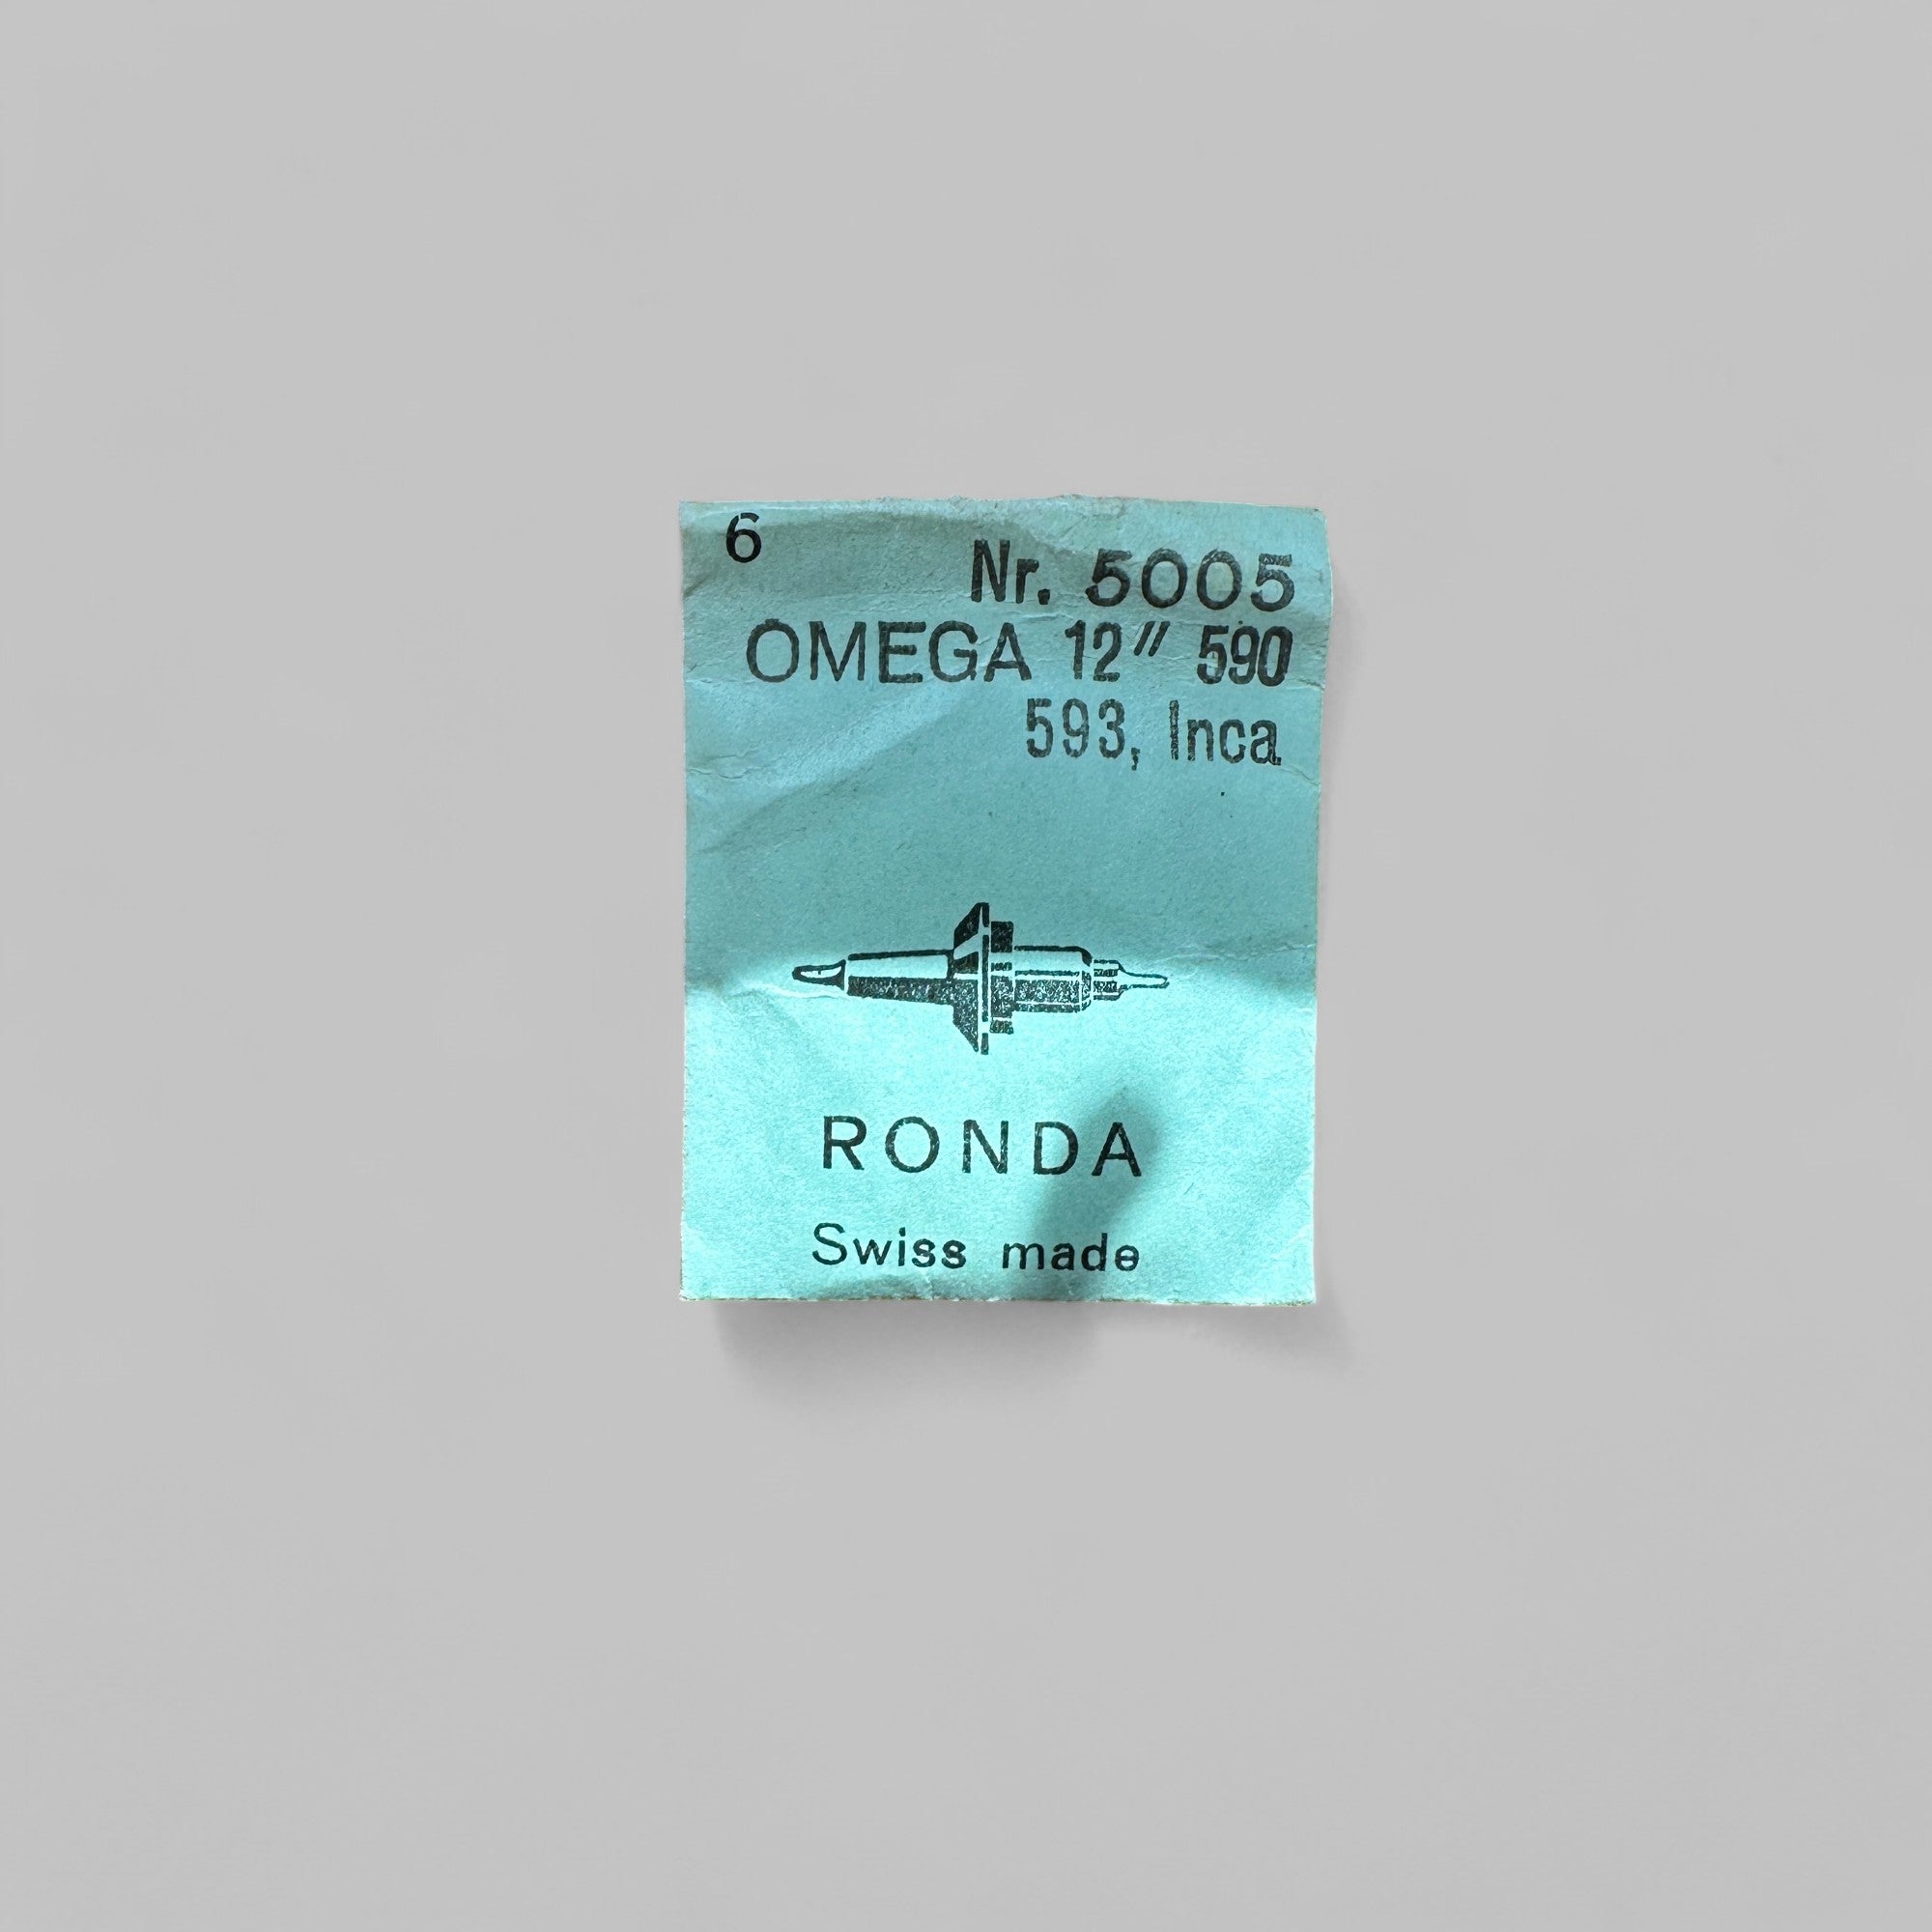 6
Nr. 5005
OMEGA 12″ 590
593, Inca
RONDA
Swiss made